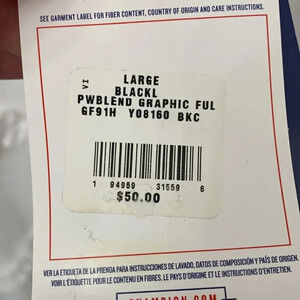 SEE GARMENT LABEL FOR FIBER CONTENT, COUNTRY OF ORIGIN AND CARE INSTRUCTIONS.
VI
LARGE
BLACKL
PWBLEND GRAPHIC FUL
GF91H Y08160 BKC
1 94959 31559 6
$50.00
VER LA ETIQUETA DE LA PRENDA PARA INSTRUCCIONES DE LAVADO, DATOS DE COMPOSICIÓN Y PAÍS DE ORIGEN.
VOIR L'ÉTIQUETTE POUR LE CONTENU EN FIBRES, LE PAYS D'ORIGINE ET LE INSTRUCTIONS D'ENTRETIEN.
CHAMPION.COM